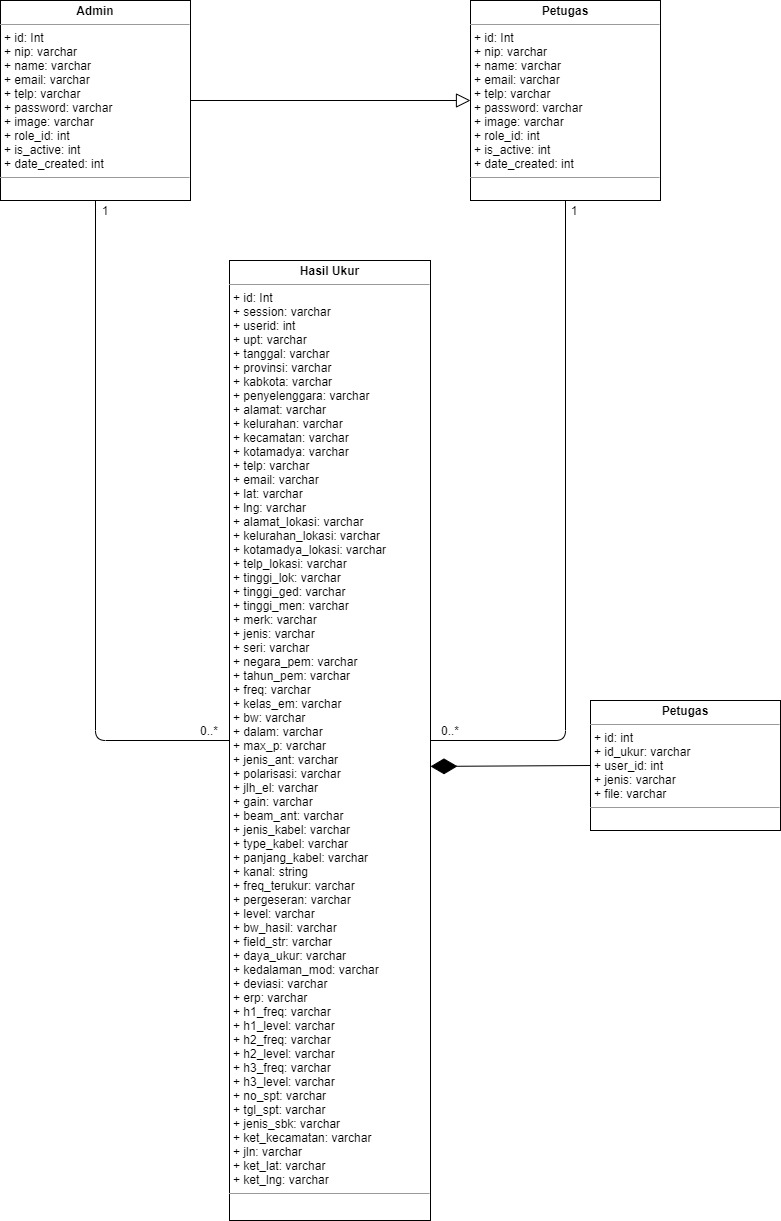 Admin
+ id: Int
+ nip: varchar
+ name: varchar
+ email: varchar
+ telp: varchar
+ password: varchar
+ image: varchar
+ role_id: int
+ is_active: int
+ date_created: int
1
Petugas
+ id: Int
+ nip: varchar
+ name: varchar
+ email: varchar
+ telp: varchar
+ password: varchar
+ image: varchar
+ role_id: int
+ is_active: int
+ date_created: int
1
Hasil Ukur
+ id: Int
+ session: varchar
+ userid: int
+ upt: varchar
+ tanggal: varchar
+ provinsi: varchar
+ kabkota: varchar
+ penyelenggara: varchar
+ alamat: varchar
+ kelurahan: varchar
+ kecamatan: varchar
+ kotamadya: varchar
+ telp: varchar
+ email: varchar
+ lat: varchar
+ lng: varchar
+ alamat_lokasi: varchar
+ kelurahan_lokasi: varchar
+ kotamadya_lokasi: varchar
+ telp_lokasi: varchar
+ tinggi_lok: varchar
+ tinggi_ged: varchar
+ tinggi_men: varchar
+ merk: varchar
+ jenis: varchar
+ seri: varchar
+ negara_pem: varchar
+ tahun_pem: varchar
+ freq: varchar
+ kelas_em: varchar
+ bw: varchar
+ dalam: varchar
+ max_p: varchar
+ jenis_ant: varchar
+ polarisasi: varchar
+ jlh_el: varchar
+ gain: varchar
+ beam_ant: varchar
+ jenis_kabel: varchar
+ type_kabel: varchar
+ panjang_kabel: varchar
+ kanal: string
+ freq_terukur: varchar
+ pergeseran: varchar
+ level: varchar
+ bw_hasil: varchar
+ field_str: varchar
+ daya_ukur: varchar
+ kedalaman_mod: varchar
+ deviasi: varchar
+ erp: varchar
+ h1_freq: varchar
+ h1_level: varchar
+ h2_freq: varchar
+ h2_level: varchar
+ h3_freq: varchar
+ h3_level: varchar
+ no_spt: varchar
+ tgl_spt: varchar
+ jenis_sbk: varchar
+ ket_kecamatan: varchar
+ jln: varchar
+ ket_lat: varchar
+ ket_lng: varchar
0..*
0..*
Petugas
+ id: int
+ id_ukur: varchar
+ user_id: int
+ jenis: varchar
+ file: varchar